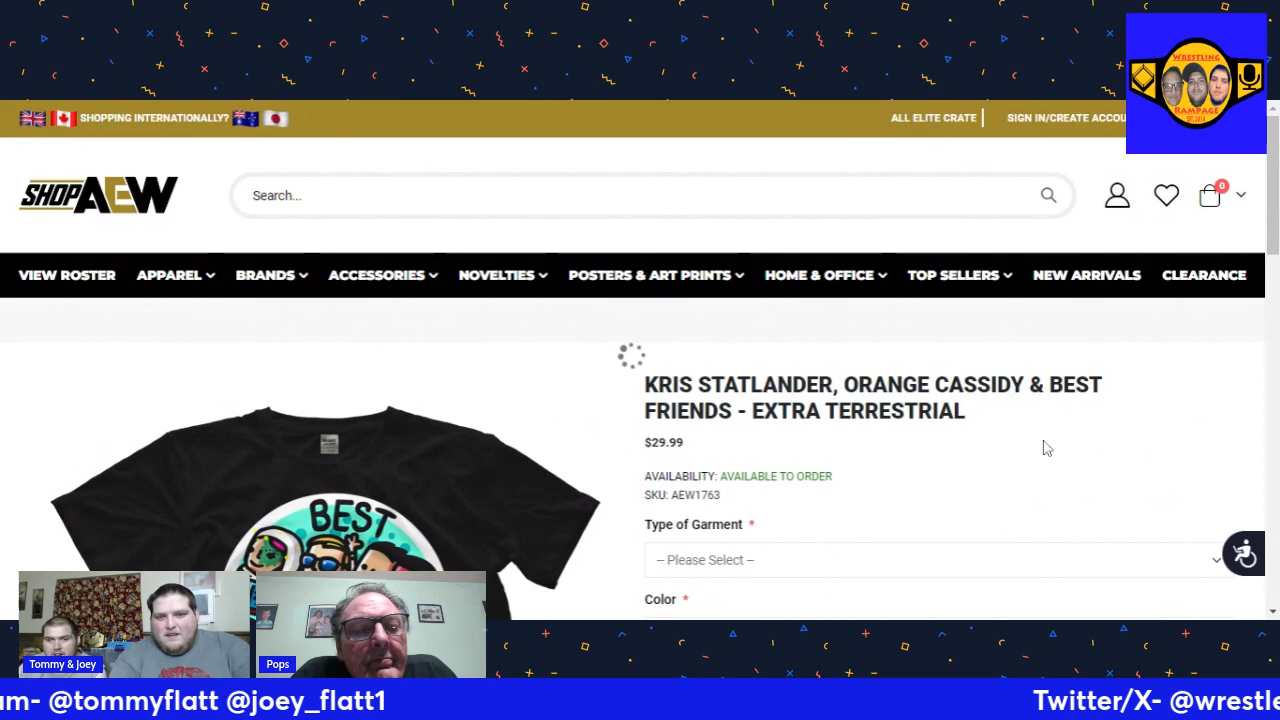 WRESTLING
RAMPAGE
SHOPPING INTERNATIONALLY?
ALL ELITE CRATE
SIGN IN/CREATE ACCOU
SHOP AEW
Search...
0
VIEW ROSTER APPAREL BRANDS ACCESSORIES NOVELTIES POSTERS & ART PRINTS HOME & OFFICE TOP SELLERS NEW ARRIVALS CLEARANCE
KRIS STATLANDER, ORANGE CASSIDY & BEST
FRIENDS - EXTRA TERRESTRIAL
$29.99
AVAILABILITY: AVAILABLE TO ORDER
SKU: AEW1763
Type of Garment *
-- Please Select --
Color *
BEST
Tommy & Joey
Pops
am- @tommyflatt @joey_flatt1
Twitter/X- @wrestle